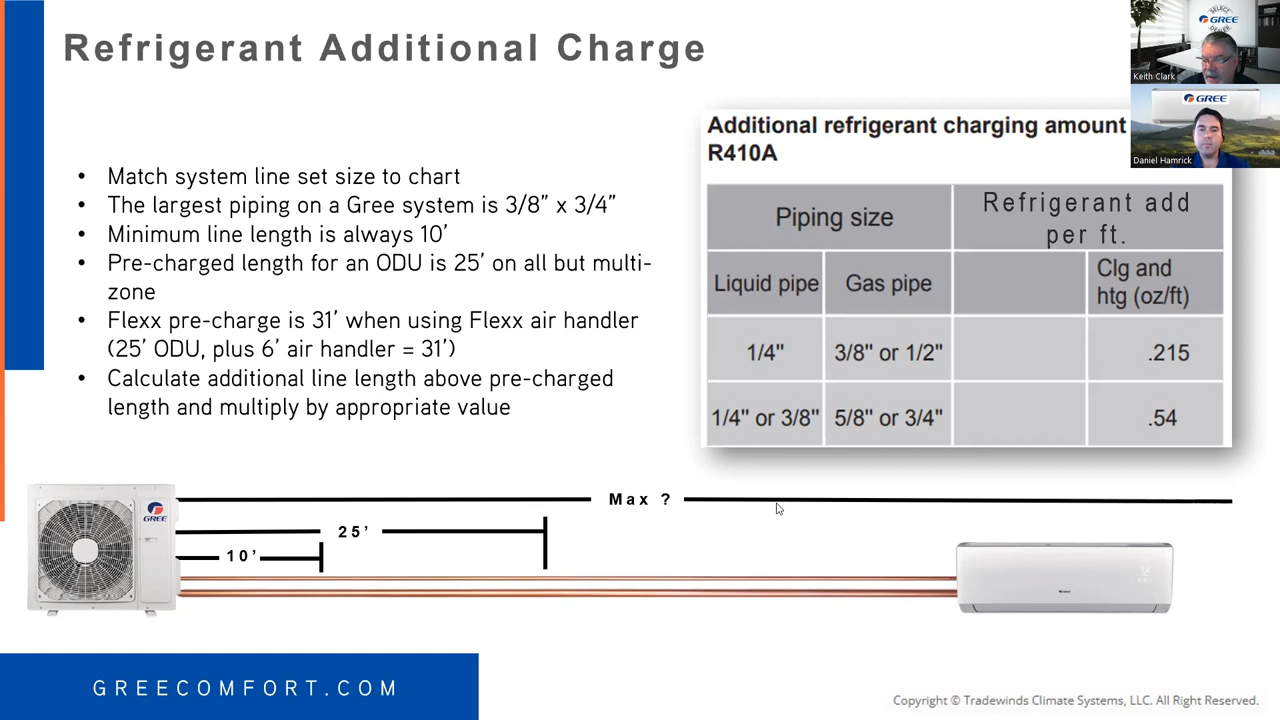 Refrigerant Additional Charge
SELECT
GREE
DEALER
Keith Clark
GREE
Daniel Hamrick
• Match system line set size to chart
• The largest piping on a Gree system is 3/8” x 3/4”
• Minimum line length is always 10’
• Pre-charged length for an ODU is 25’ on all but multi-
zone
• Flexx pre-charge is 31’ when using Flexx air handler
(25’ ODU, plus 6’ air handler = 31’)
• Calculate additional line length above pre-charged
length and multiply by appropriate value
Additional refrigerant charging amount
R410A
Piping size
Refrigerant add
per ft.
Liquid pipe
Gas pipe
Clg and
htg (oz/ft)
1/4"
3/8" or 1/2"
.215
1/4" or 3/8"
5/8" or 3/4"
.54
Max ?
GREE
25’
10’
72
GREECOMFORT.COM
Copyright © Tradewinds Climate Systems, LLC. All Right Reserved.